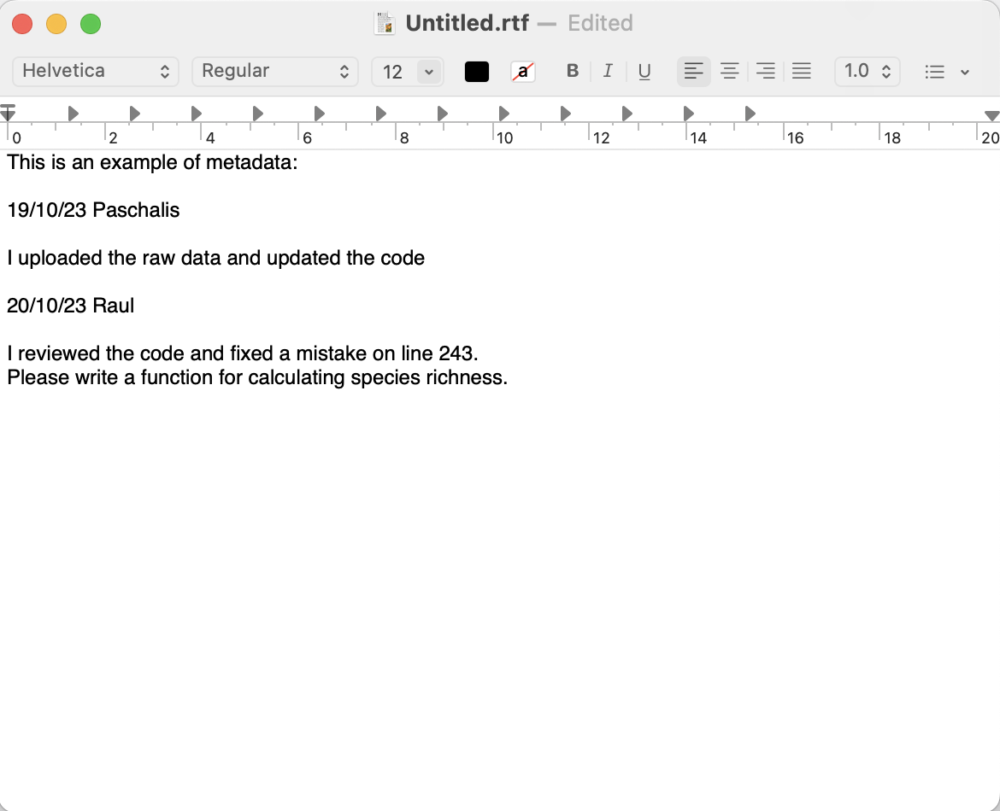 Untitled.rtf — Edited
Helvetica Regular 12 a B I U 1.0
0 2 4 6 8 10 12 14 16 18 20
This is an example of metadata:
19/10/23 Paschalis
I uploaded the raw data and updated the code
20/10/23 Raul
I reviewed the code and fixed a mistake on line 243.
Please write a function for calculating species richness.